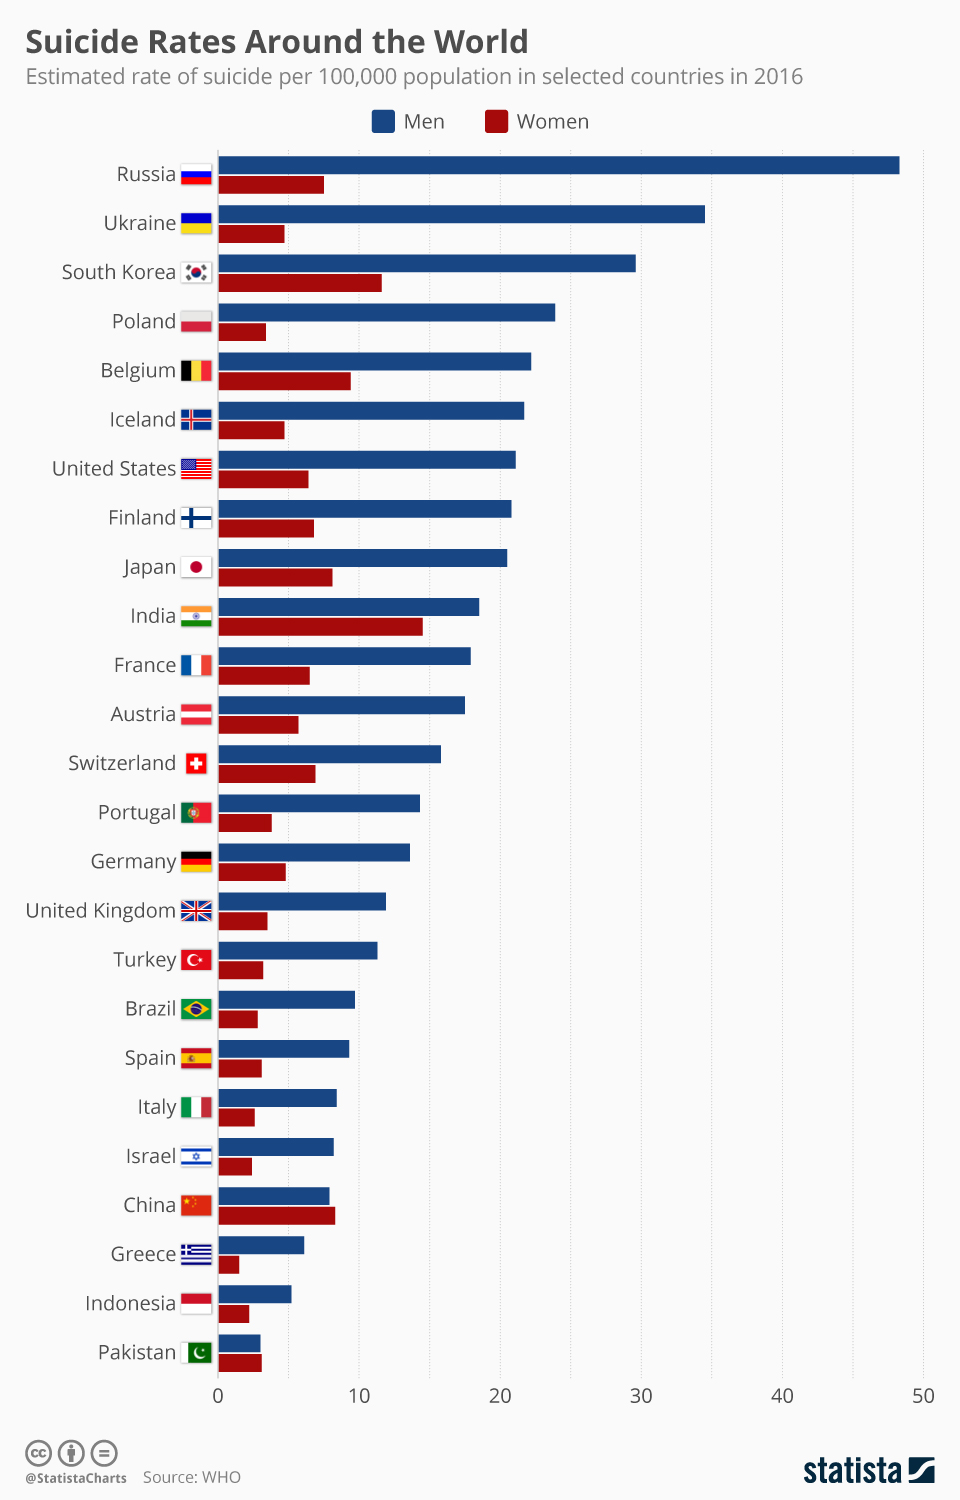 Suicide Rates Around the World
Estimated rate of suicide per 100,000 population in selected countries in 2016
Men Women
Russia
Ukraine
South Korea
Poland
Belgium
Iceland
United States
Finland
Japan
India
France
Austria
Switzerland
Portugal
Germany
United Kingdom
Turkey
Brazil
Spain
Italy
Israel
China
Greece
Indonesia
Pakistan
0 10 20 30 40 50
cc
@StatistaCharts Source: WHO
statista